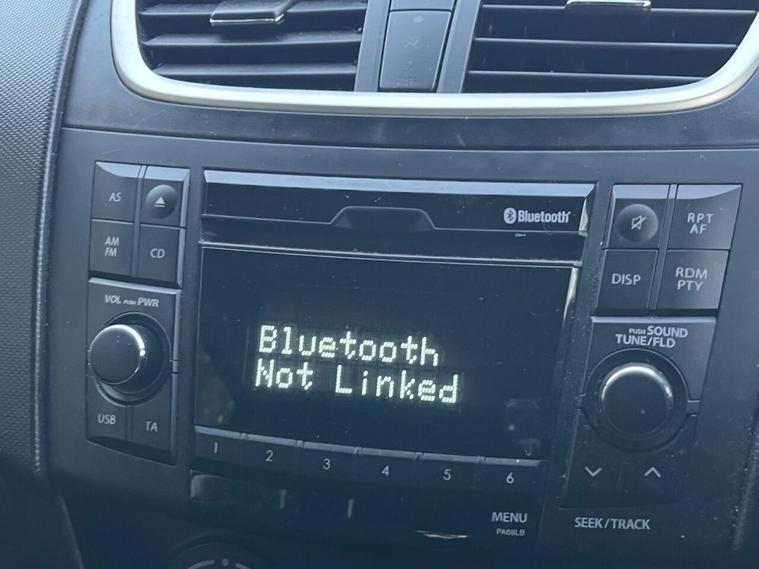 AS
AM
FM
CD
VOL PUSH PWR
USB
TA
Bluetooth
Bluetooth
Not Linked
1
2
3
4
5
6
MENU
PA68LB
RPT
AF
DISP
RDM
PTY
PUSH SOUND
TUNE/FLD
SEEK/TRACK